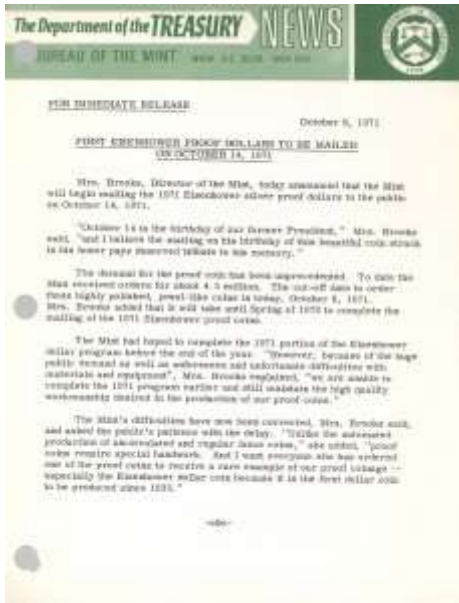 The Department of the TREASURY NEWS
BUREAU OF THE MINT
FOR IMMEDIATE RELEASE
October 8, 1971
FIRST EISENHOWER PROOF DOLLARS TO BE MAILED
ON OCTOBER 14, 1971
Mrs. Brooks, Director of the Mint, today announced that the Mint
will begin mailing the 1971 Eisenhower silver proof dollars to the public
on October 14, 1971.
"October 14 is the birthday of our former President," Mrs. Brooks
said, "and I believe the mailing on his birthday of this beautiful coin struck
in his honor pays deserved tribute to his memory."
The demand for the proof coin has been unprecedented. To date the
Mint received orders for about 4.5 million. The cut-off date to order
these highly polished, jewel-like coins is today, October 8, 1971.
Mrs. Brooks added that it will take until Spring of 1972 to complete the
mailing of the 1971 Eisenhower proof coins.
The Mint had hoped to complete the 1971 portion of the Eisenhower
dollar program before the end of the year. "However, because of the huge
public demand as well as unforeseen and unfortunate difficulties with
materials and equipment", Mrs. Brooks explained, "we are unable to
complete the 1971 program earlier and still maintain the high quality
workmanship desired in the production of our proof coins."
The Mint's difficulties have now been corrected, Mrs. Brooks said,
and asked the public's patience with the delay. "Unlike the automated
production of uncirculated and regular issue coins," she noted, "proof
coins require special handwork. And I want everyone who has ordered
one of the proof coins to receive a rare example of our proof coinage --
especially the Eisenhower dollar coin because it is the first dollar coin
to be produced since 1935."
-o0o-